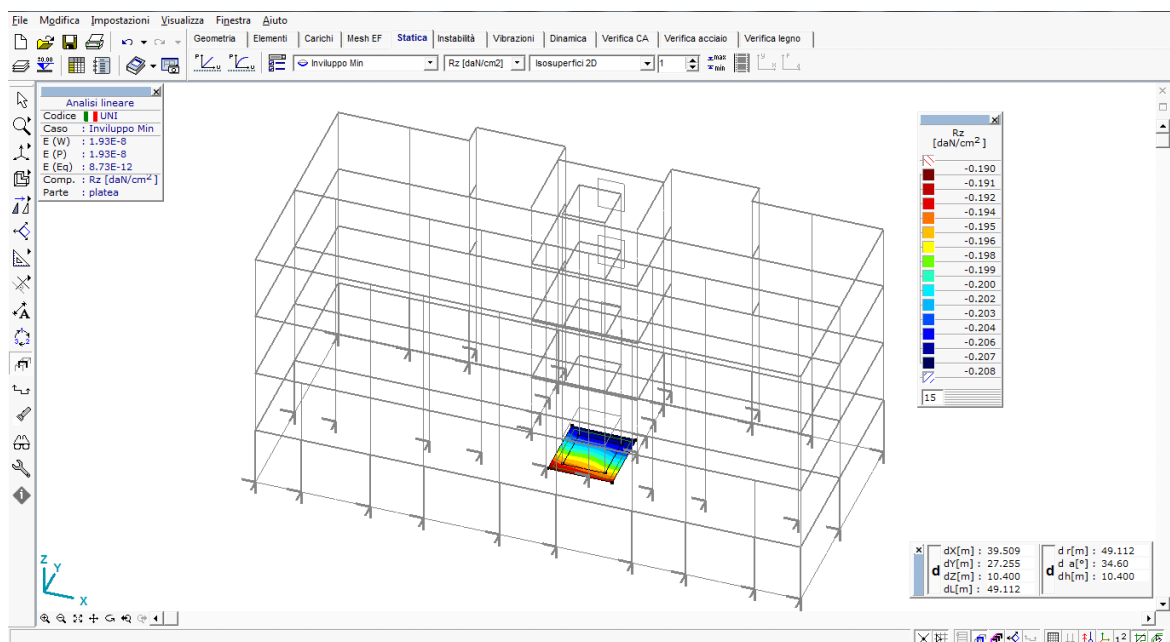 File Modifica Impostazioni Visualizza Finestra Aiuto
Geometria Elementi Carichi Mesh EF Statica Instabilità Vibrazioni Dinamica Verifica CA Verifica acciaio Verifica legno
Inviluppo Min Rz [daN/cm2] Isosuperfici 2D 1 max min
Analisi lineare
Codice UNI
Caso : Inviluppo Min
E (W) : 1.93E-8
E (P) : 1.93E-8
E (Eq) : 8.73E-12
Comp. : Rz [daN/cm²]
Parte : platea
Rz
[daN/cm²]
-0.190
-0.191
-0.192
-0.194
-0.195
-0.196
-0.198
-0.199
-0.200
-0.202
-0.203
-0.204
-0.206
-0.207
-0.208
15
Z
Y
X
d
dX[m] : 39.509
dY[m] : 27.255
dZ[m] : 10.400
dL[m] : 49.112
d
d r[m] : 49.112
d a[°] : 34.60
dh[m] : 10.400